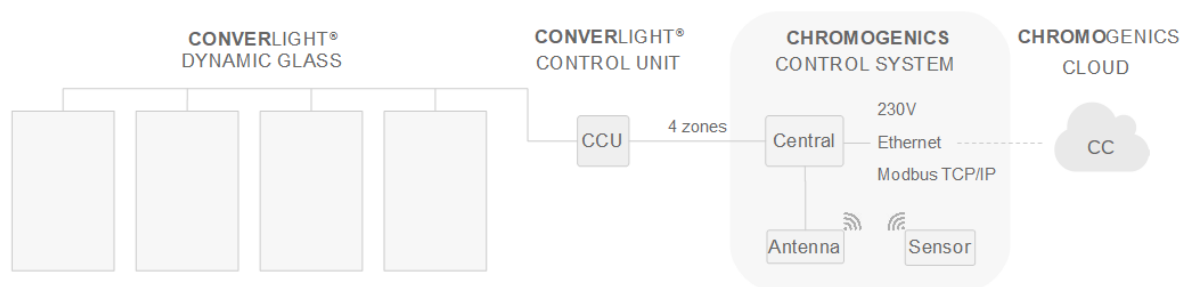 CONVERLIGHT®
DYNAMIC GLASS
CONVERLIGHT®
CONTROL UNIT
CHROMOGENICS
CONTROL SYSTEM
CHROMOGENICS
CLOUD
CCU
4 zones
Central
230V
Ethernet
Modbus TCP/IP
CC
Antenna
Sensor